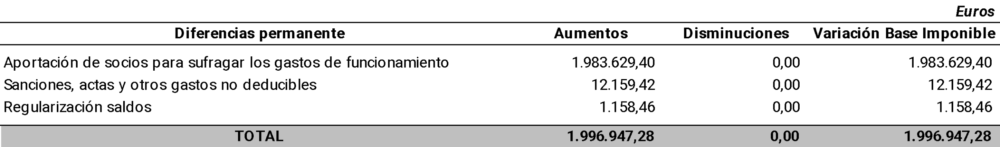 Euros
Diferencias permanente Aumentos Disminuciones Variación Base Imponible
Aportación de socios para sufragar los gastos de funcionamiento 1.983.629,40 0,00 1.983.629,40
Sanciones, actas y otros gastos no deducibles 12.159,42 0,00 12.159,42
Regularización saldos 1.158,46 0,00 1.158,46
TOTAL 1.996.947,28 0,00 1.996.947,28